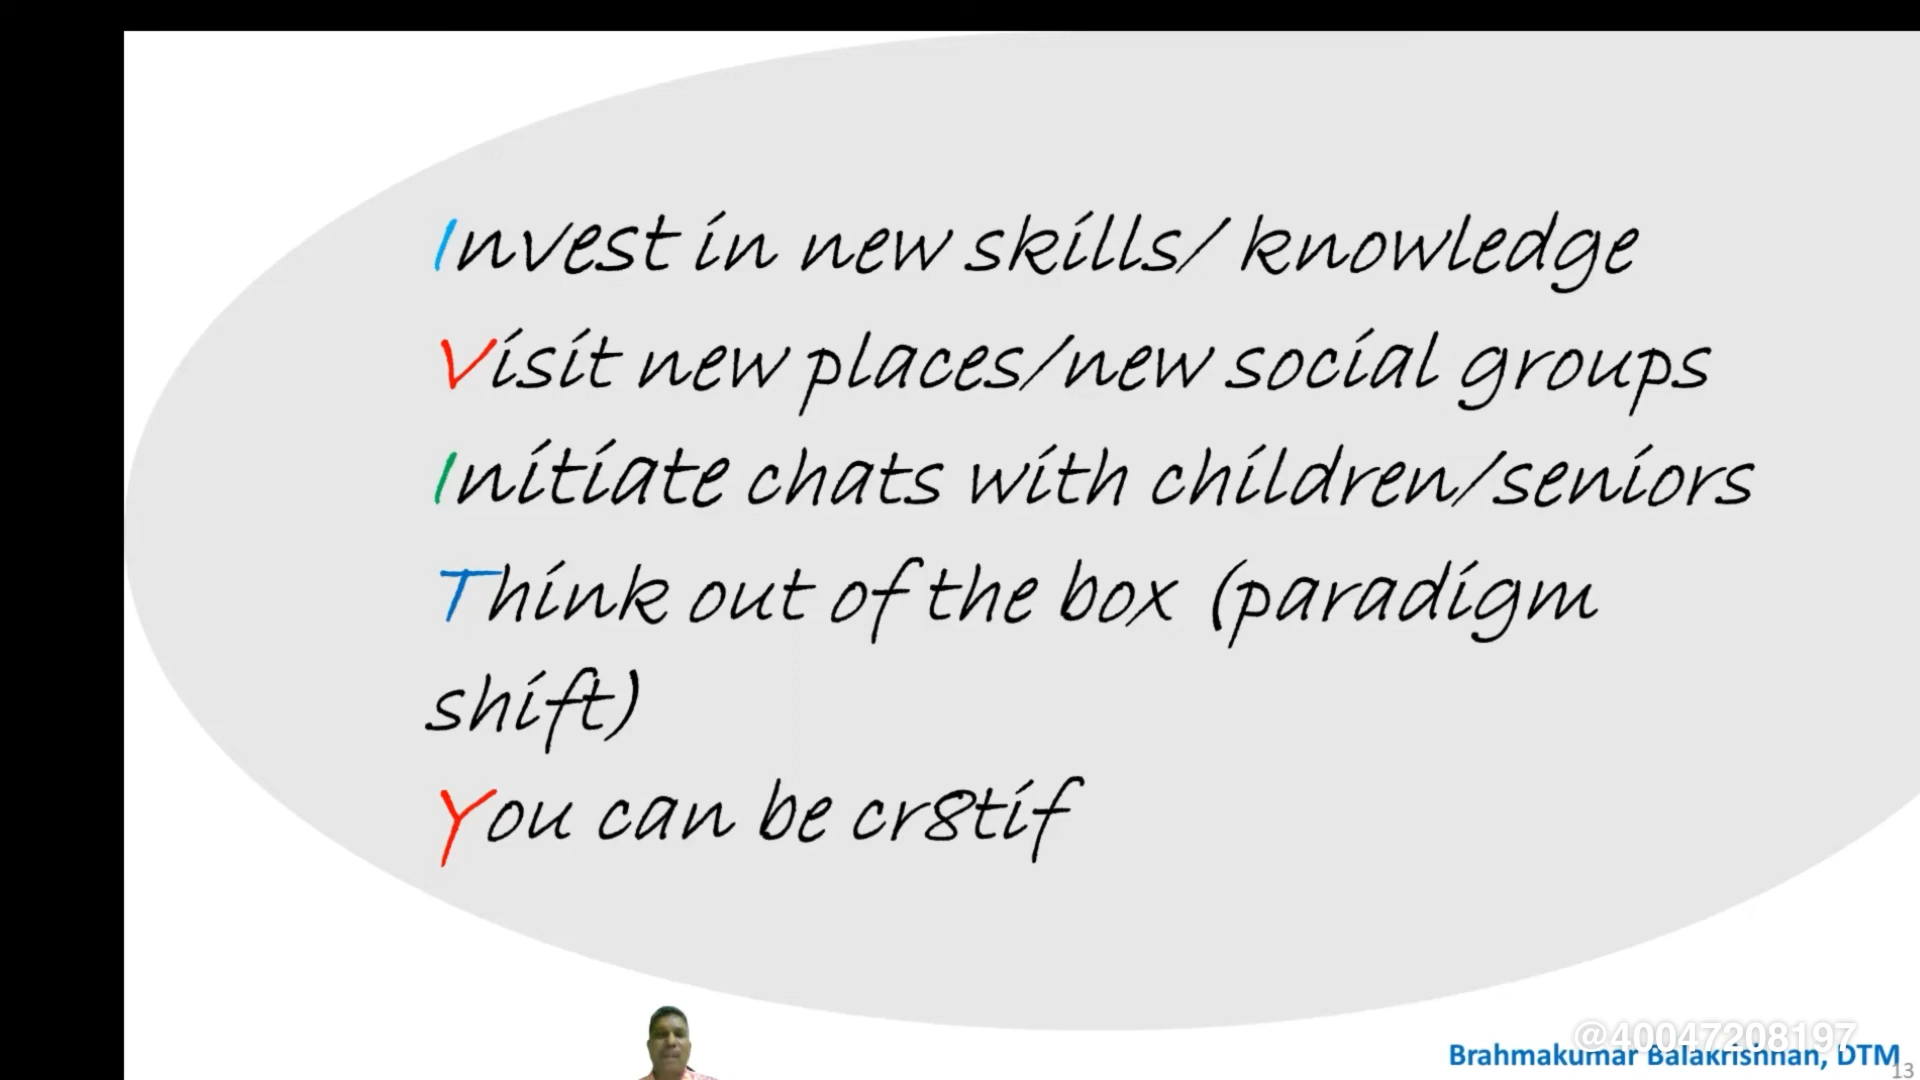 Invest in new skills/ knowledge
Visit new places/new social groups
Initiate chats with children/seniors
Think out of the box (paradigm
shift)
You can be cr8tif
@40047208197
Brahmakumar Balakrishnan, DTM
13